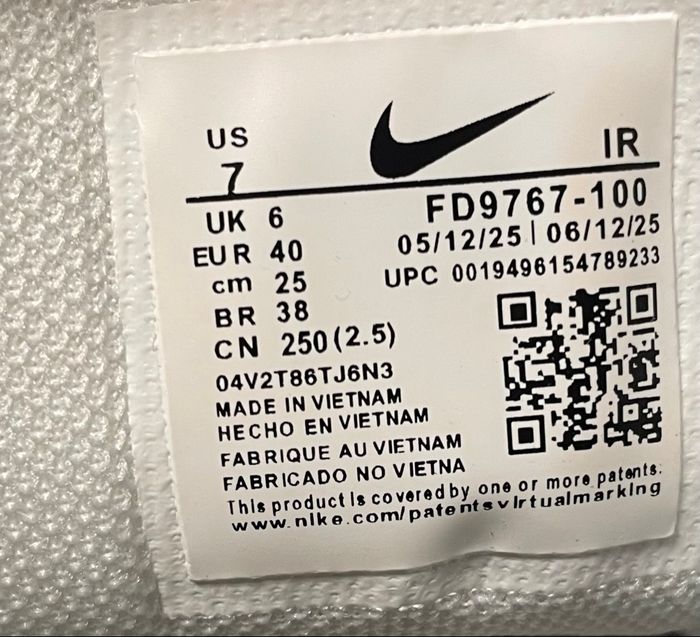 US
7
IR
UK 6
FD9767-100
EUR 40
05/12/25 | 06/12/25
cm 25
UPC 0019496154789233
BR 38
CN 250 (2.5)
04V2T86TJ6N3
MADE IN VIETNAM
HECHO EN VIETNAM
FABRIQUE AU VIETNAM
FABRICADO NO VIETNA
This product is covered by one or more patents.
www.nike.com/patentsvirtualmarking